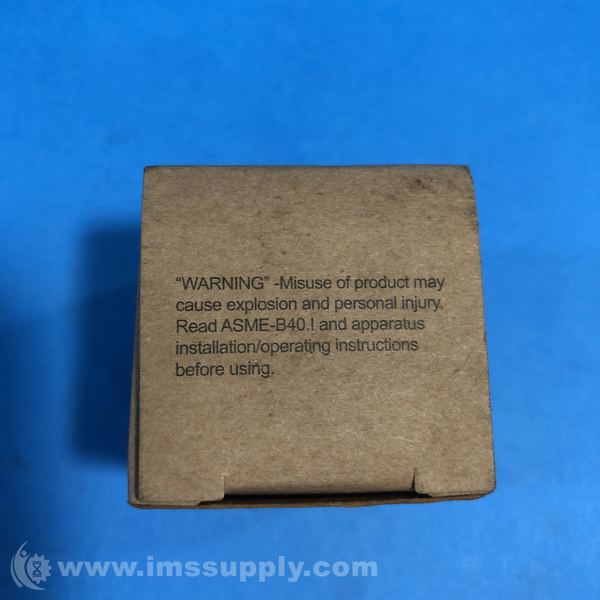 “WARNING” -Misuse of product may
cause explosion and personal injury.
Read ASME-B40.! and apparatus
installation/operating instructions
before using.
www.imssupply.com